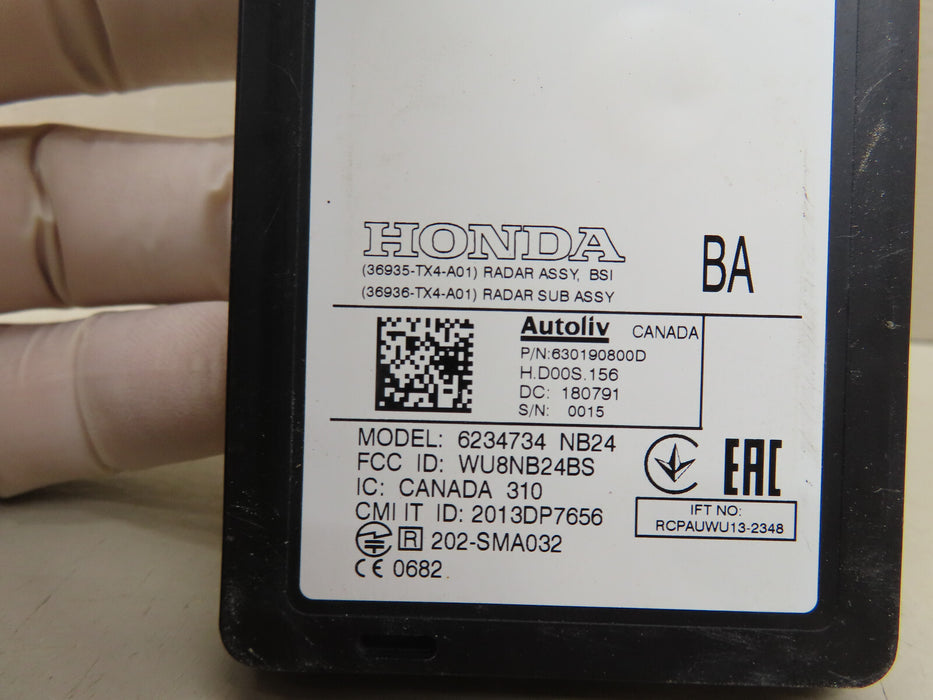 HONDA
(36935-TX4-A01) RADAR ASSY, BSI
(36936-TX4-A01) RADAR SUB ASSY
BA
Autoliv CANADA
P/N:630190800D
H.D00S.156
DC: 180791
S/N: 0015
MODEL: 6234734 NB24
FCC ID: WU8NB24BS
IC: CANADA 310
CMIIT ID: 2013DP7656
R 202-SMA032
CE 0682
EAC
IFT NO:
RCPAUWU13-2348